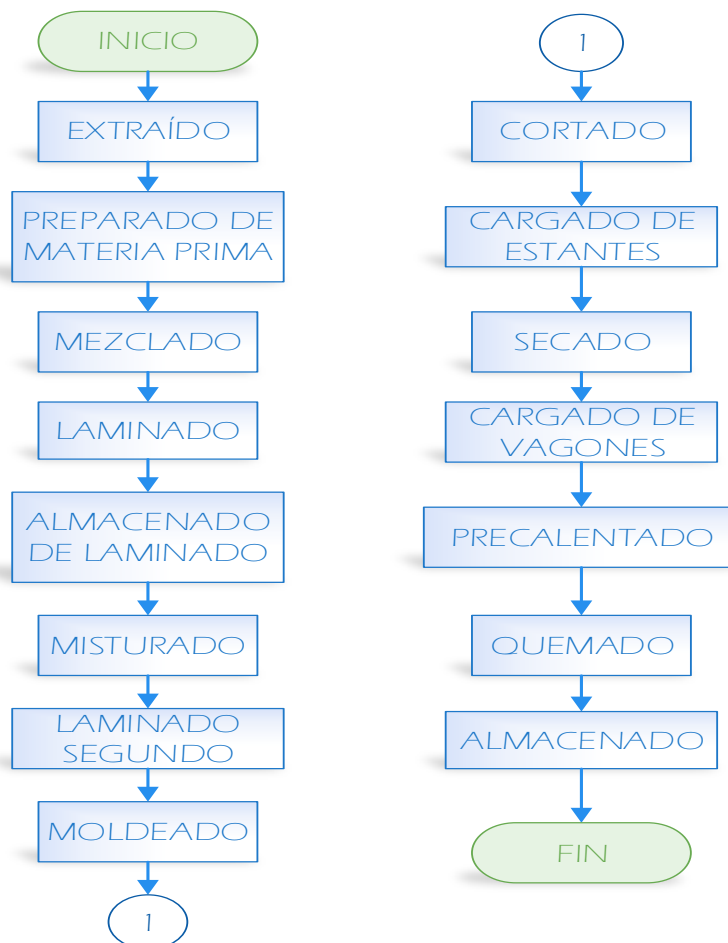 INICIO
EXTRAÍDO
PREPARADO DE
MATERIA PRIMA
MEZCLADO
LAMINADO
ALMACENADO
DE LAMINADO
MISTURADO
LAMINADO
SEGUNDO
MOLDEADO
1
1
CORTADO
CARGADO DE
ESTANTES
SECADO
CARGADO DE
VAGONES
PRECALENTADO
QUEMADO
ALMACENADO
FIN